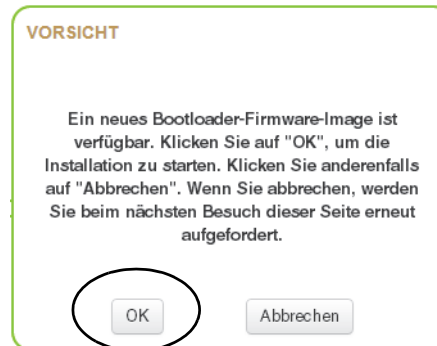 VORSICHT
Ein neues Bootloader-Firmware-Image ist
verfügbar. Klicken Sie auf "OK", um die
Installation zu starten. Klicken Sie anderenfalls
auf "Abbrechen". Wenn Sie abbrechen, werden
Sie beim nächsten Besuch dieser Seite erneut
aufgefordert.
OK Abbrechen